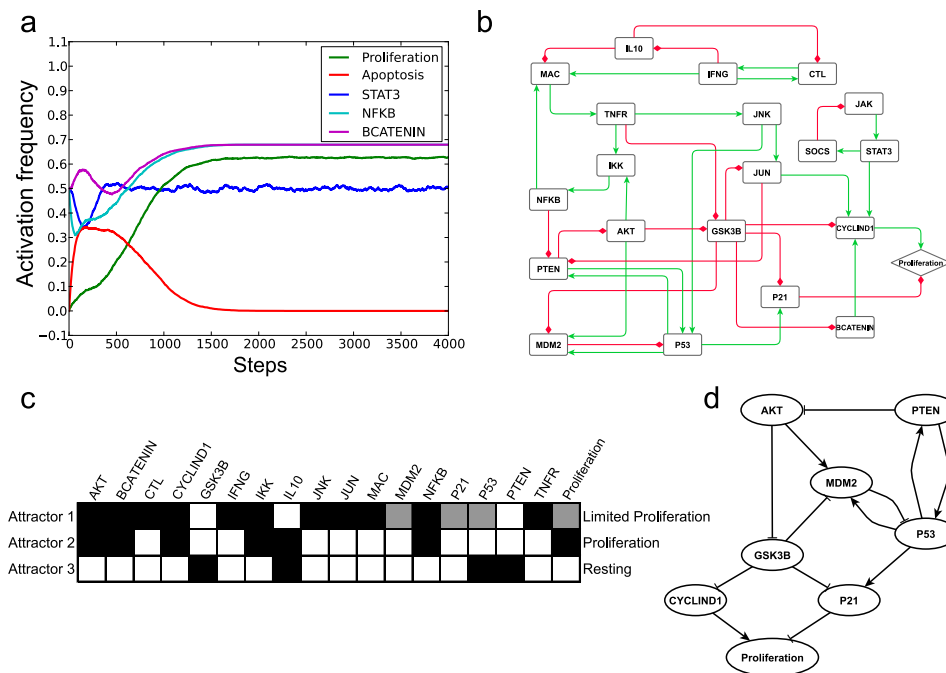 a
1.1
1.0
0.9
0.8
0.7
0.6
0.5
0.4
0.3
0.2
0.1
0.0
−0.1
Activation frequency
Proliferation
Apoptosis
STAT3
NFKB
BCATENIN
0 500 1000 1500 2000 2500 3000 3500 4000
Steps
b
IL10
MAC IFNG CTL
JAK
TNFR JNK
SOCS STAT3
IKK
JUN
NFKB
AKT GSK3B CYCLIND1
Proliferation
PTEN
P21
BCATENIN
MDM2 P53
c
AKT BCATENIN CTL CYCLIND1 GSK3B IFNG IKK IL10 JNK JUN MAC MDM2 NFKB P21 P53 PTEN TNFR Proliferation
Attractor 1 Limited Proliferation
Attractor 2 Proliferation
Attractor 3 Resting
d
AKT PTEN
MDM2
P53
GSK3B
CYCLIND1 P21
Proliferation